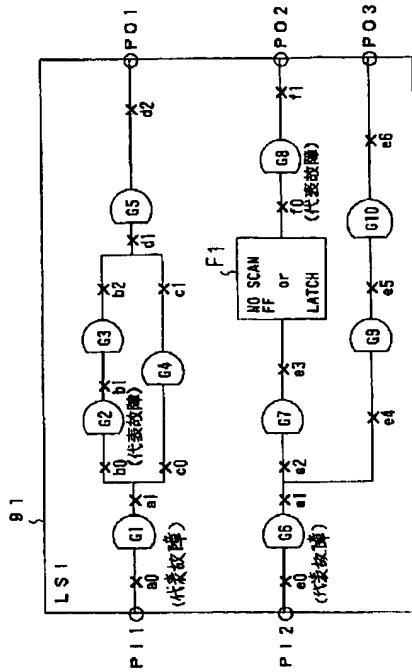 91
LSI
PI1
a0
(代表故障)
G1
a1
b0
G2
(代表故障)
b1
G3
b2
c0
G4
c1
d1
G5
d2
PO1
PI2
e0
(代表故障)
G6
e1
e2
G7
e3
F1
NO SCAN
FF or
LATCH
f0
(代表故障)
G8
f1
PO2
e4
G9
e5
G10
e6
PO3